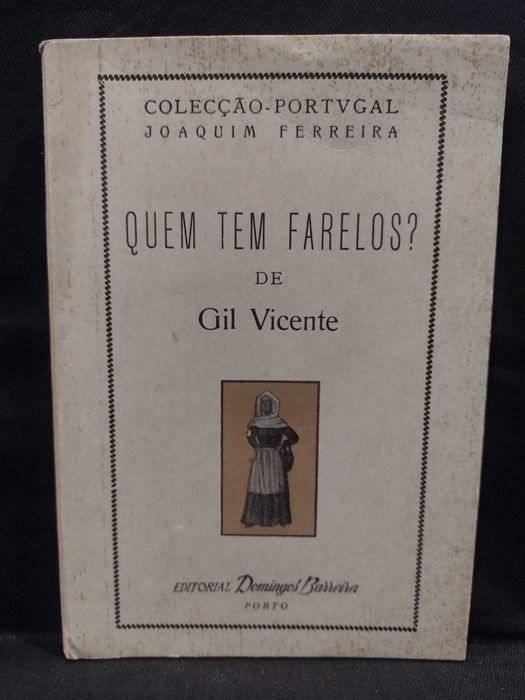 COLECÇÃO-PORTVGAL
JOAQUIM FERREIRA
QUEM TEM FARELOS?
DE
Gil Vicente
EDITORIAL Domingos Barreira
PORTO